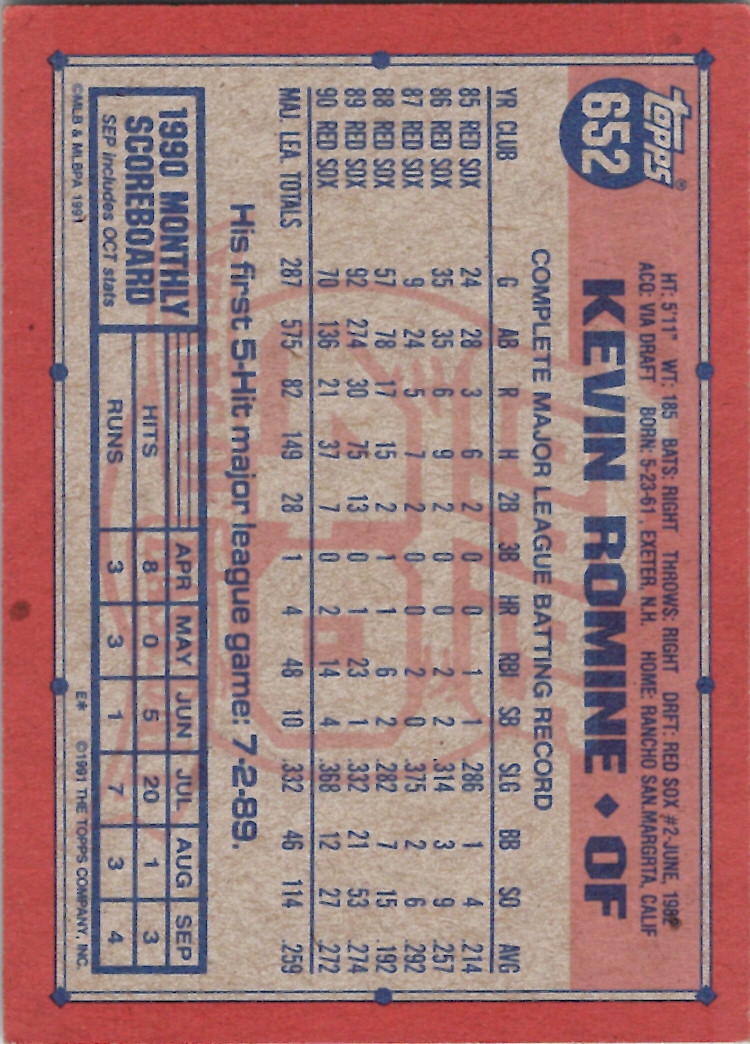 Topps®
652
HT: 5'11" WT: 185 BATS: RIGHT THROWS: RIGHT DRFT: RED SOX #2-JUNE, 1982
ACQ: VIA DRAFT BORN: 5-23-61, EXETER, N.H. HOME: RANCHO SAN.MARGRTA, CALIF
KEVIN ROMINE ◆ OF
COMPLETE MAJOR LEAGUE BATTING RECORD
YR CLUB G AB R H 2B 3B HR RBI SB SLG BB SO AVG
85 RED SOX 24 28 3 6 2 0 0 1 1 .286 1 4 .214
86 RED SOX 35 35 6 9 2 0 0 2 2 .314 3 9 .257
87 RED SOX 9 24 5 7 2 0 0 2 0 .375 2 6 .292
88 RED SOX 57 78 17 15 2 1 1 6 2 .282 7 15 .192
89 RED SOX 92 274 30 75 13 0 1 23 1 .332 21 53 .274
90 RED SOX 70 136 21 37 7 0 2 14 4 .368 12 27 .272
MAJ. LEA. TOTALS 287 575 82 149 28 1 4 48 10 .332 46 114 .259
His first 5-Hit major league game: 7-2-89.
1990 MONTHLY
SCOREBOARD
SEP includes OCT stats
APR MAY JUN JUL AUG SEP
HITS 8 0 5 20 1 3
RUNS 3 3 1 7 3 4
©MLB & MLBPA 1991
E* ©1991 THE TOPPS COMPANY, INC.